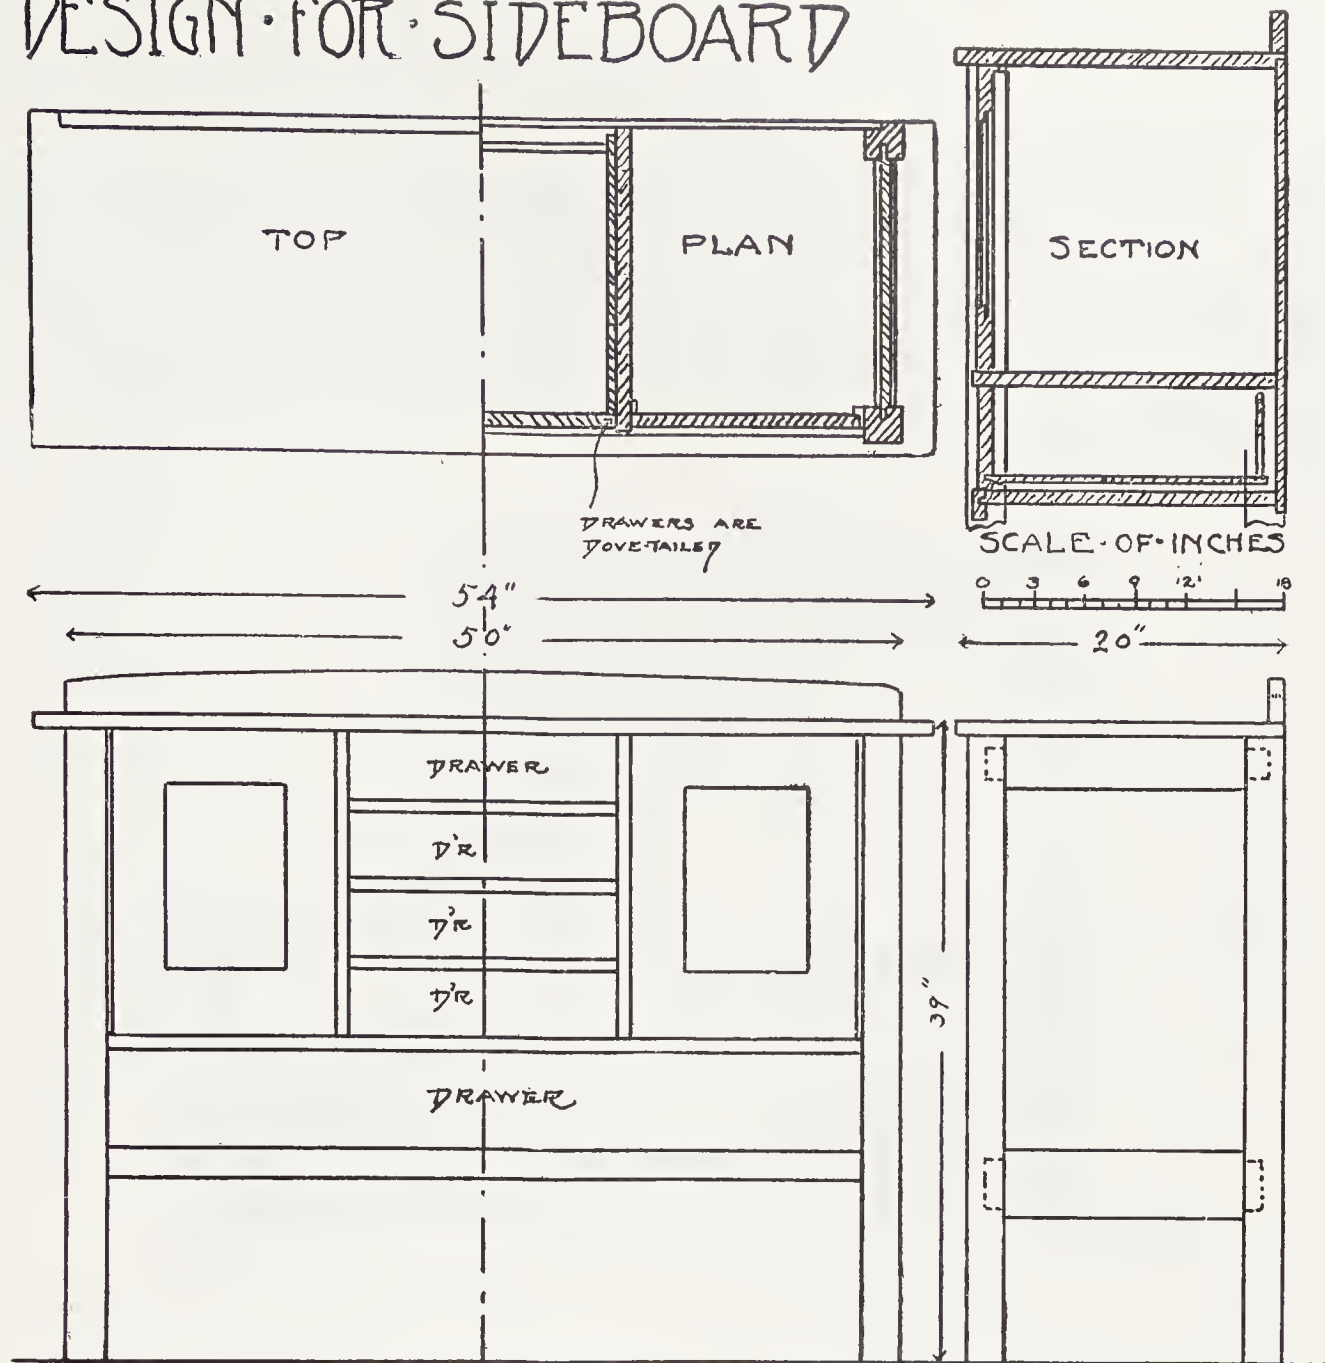 DESIGN·FOR·SIDEBOARD
TOP
PLAN
SECTION
DRAWERS ARE
DOVE-TAILED
SCALE·OF·INCHES
0 3 6 9 12 18
54"
50"
20"
DRAWER
D'R
D'R
D'R
39"
DRAWER